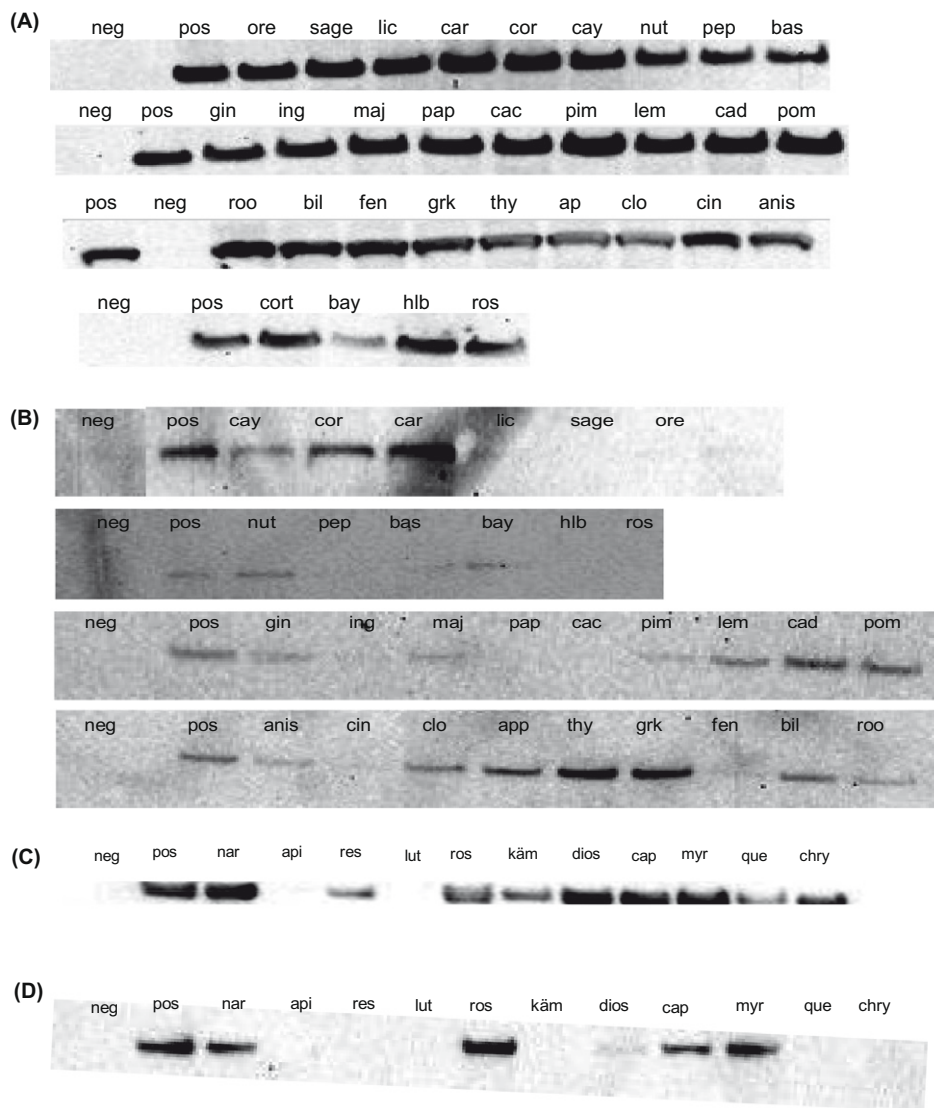 (A)
neg pos ore sage lic car cor cay nut pep bas
neg pos gin ing maj pap cac pim lem cad pom
pos neg roo bil fen grk thy ap clo cin anis
neg pos cort bay hlb ros
(B)
neg pos cay cor car lic sage ore
neg pos nut pep bas bay hlb ros
neg pos gin ing maj pap cac pim lem cad pom
neg pos anis cin clo app thy grk fen bil roo
(C)
neg pos nar api res lut ros käm dios cap myr que chry
(D)
neg pos nar api res lut ros käm dios cap myr que chry